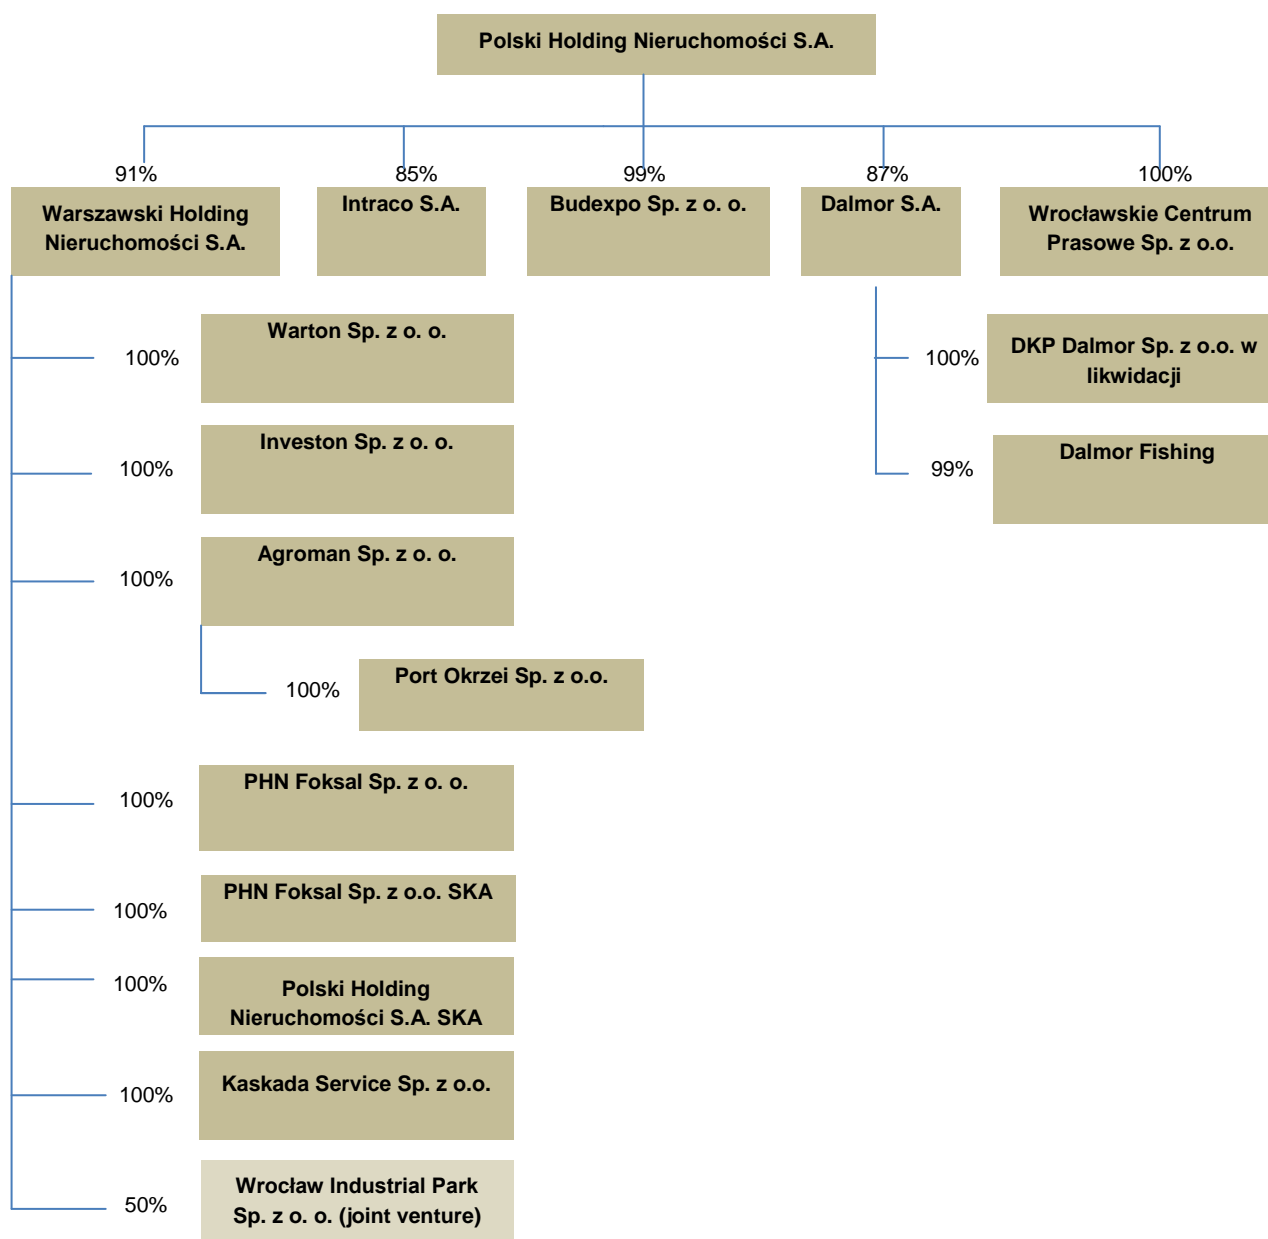 Polski Holding Nieruchomości S.A.
91%
85%
99%
87%
100%
Warszawski Holding
Nieruchomości S.A.
Intraco S.A.
Budexpo Sp. z o. o.
Dalmor S.A.
Wrocławskie Centrum
Prasowe Sp. z o.o.
100%
Warton Sp. z o. o.
100%
DKP Dalmor Sp. z o.o. w
likwidacji
100%
Investon Sp. z o. o.
99%
Dalmor Fishing
100%
Agroman Sp. z o. o.
100%
Port Okrzei Sp. z o.o.
100%
PHN Foksal Sp. z o. o.
100%
PHN Foksal Sp. z o.o. SKA
100%
Polski Holding
Nieruchomości S.A. SKA
100%
Kaskada Service Sp. z o.o.
50%
Wrocław Industrial Park
Sp. z o. o. (joint venture)